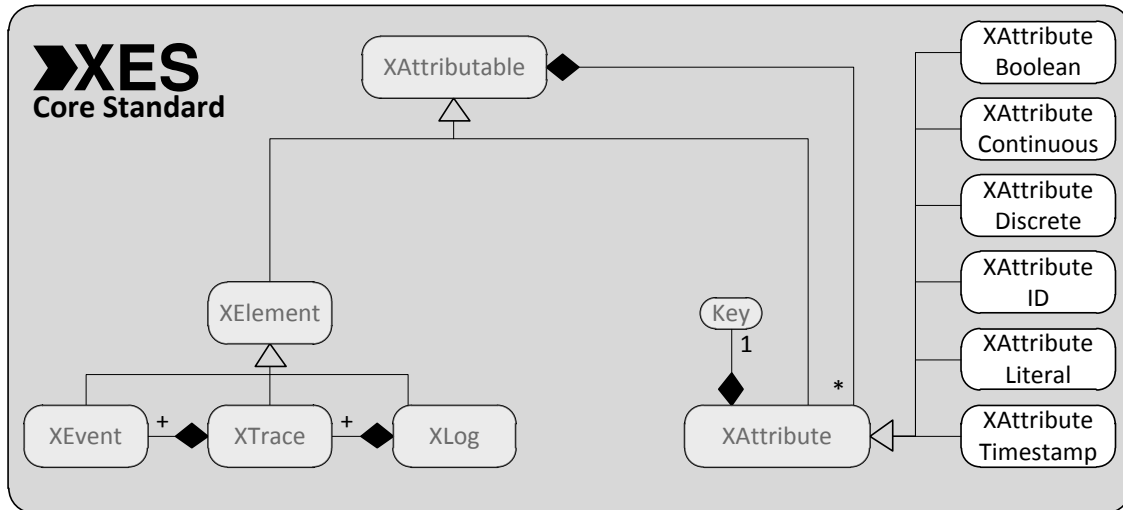 XES
Core Standard
XAttributable
XAttribute
Boolean
XAttribute
Continuous
XAttribute
Discrete
XAttribute
ID
XElement
Key
1
XAttribute
Literal
*
+
+
XEvent
XTrace
XLog
XAttribute
XAttribute
Timestamp